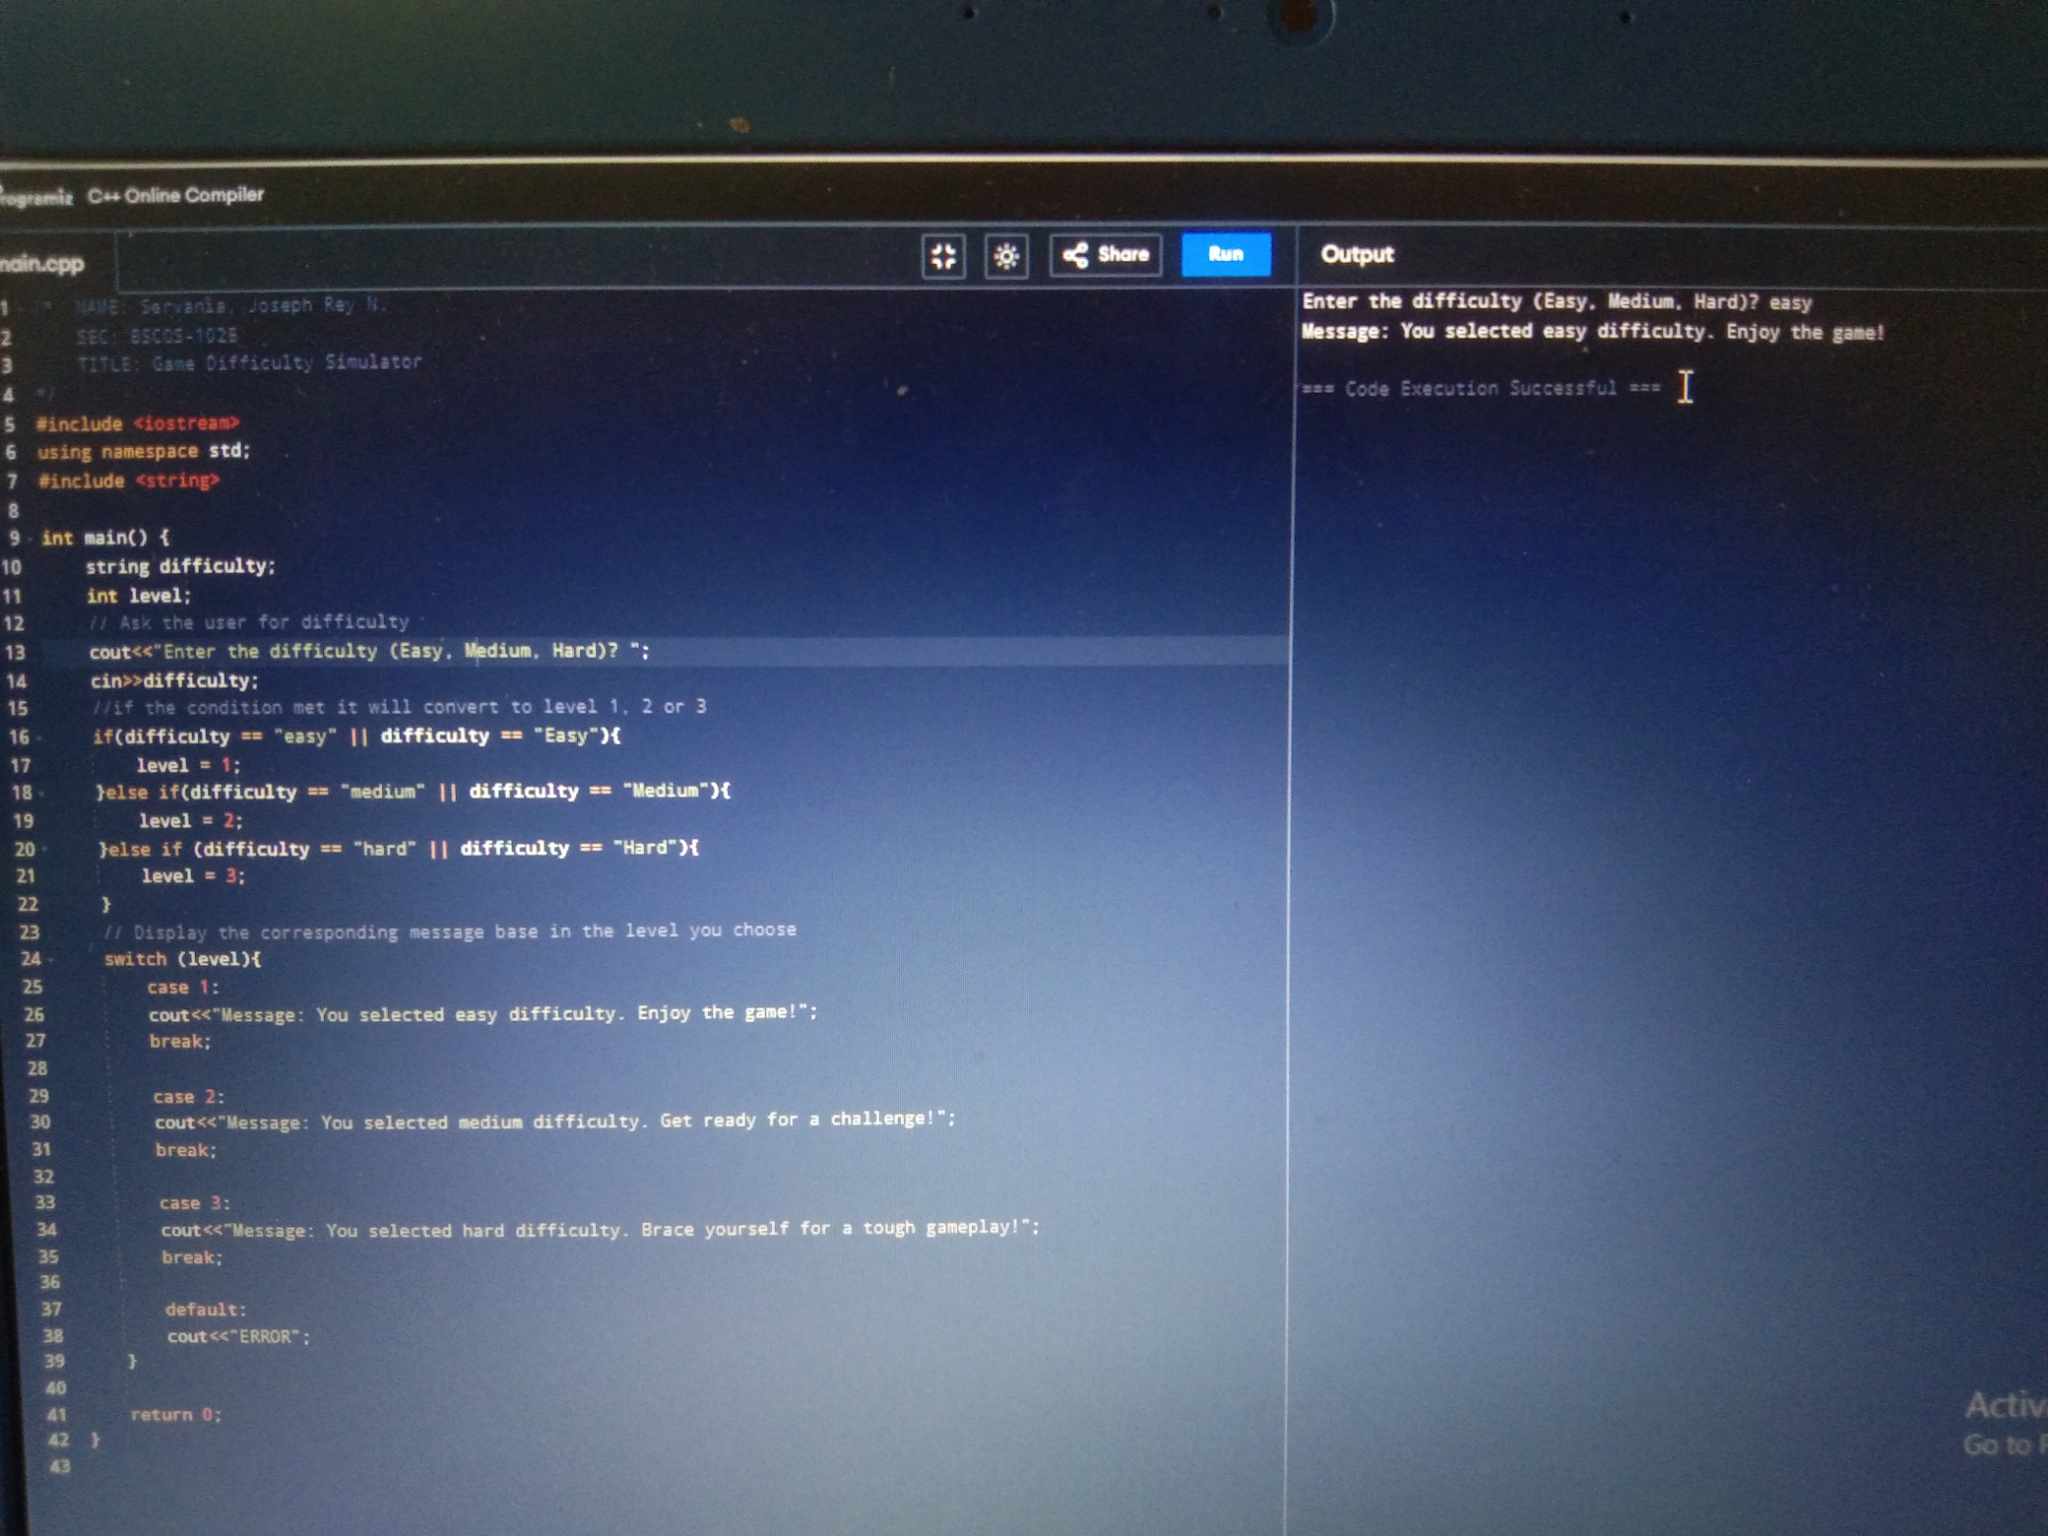 Programiz C++ Online Compiler
main.cpp
Share
Run
Output
1 /* NAME: Servania, Joseph Rey N.
2 SEC:
3 TITLE: Game Difficulty Simulator
4 */
5 #include <iostream>
6 using namespace std;
7 #include <string>
8
9 int main() {
10 string difficulty;
11 int level;
12 // Ask the user for difficulty
13 cout<<"Enter the difficulty (Easy, Medium, Hard)? ";
14 cin>>difficulty;
15 //if the condition met it will convert to level 1, 2 or 3
16 if(difficulty == "easy" || difficulty == "Easy"){
17 level = 1;
18 }else if(difficulty == "medium" || difficulty == "Medium"){
19 level = 2;
20 }else if (difficulty == "hard" || difficulty == "Hard"){
21 level = 3;
22 }
23 // Display the corresponding message base in the level you choose
24 switch (level){
25 case 1:
26 cout<<"Message: You selected easy difficulty. Enjoy the game!";
27 break;
28
29 case 2:
30 cout<<"Message: You selected medium difficulty. Get ready for a challenge!";
31 break;
32
33 case 3:
34 cout<<"Message: You selected hard difficulty. Brace yourself for a tough gameplay!";
35 break;
36
37 default:
38 cout<<"ERROR";
39 }
40
41 return 0;
42 }
43
Enter the difficulty (Easy, Medium, Hard)? easy
Message: You selected easy difficulty. Enjoy the game!
=== Code Execution Successful ===
Activ
Go to